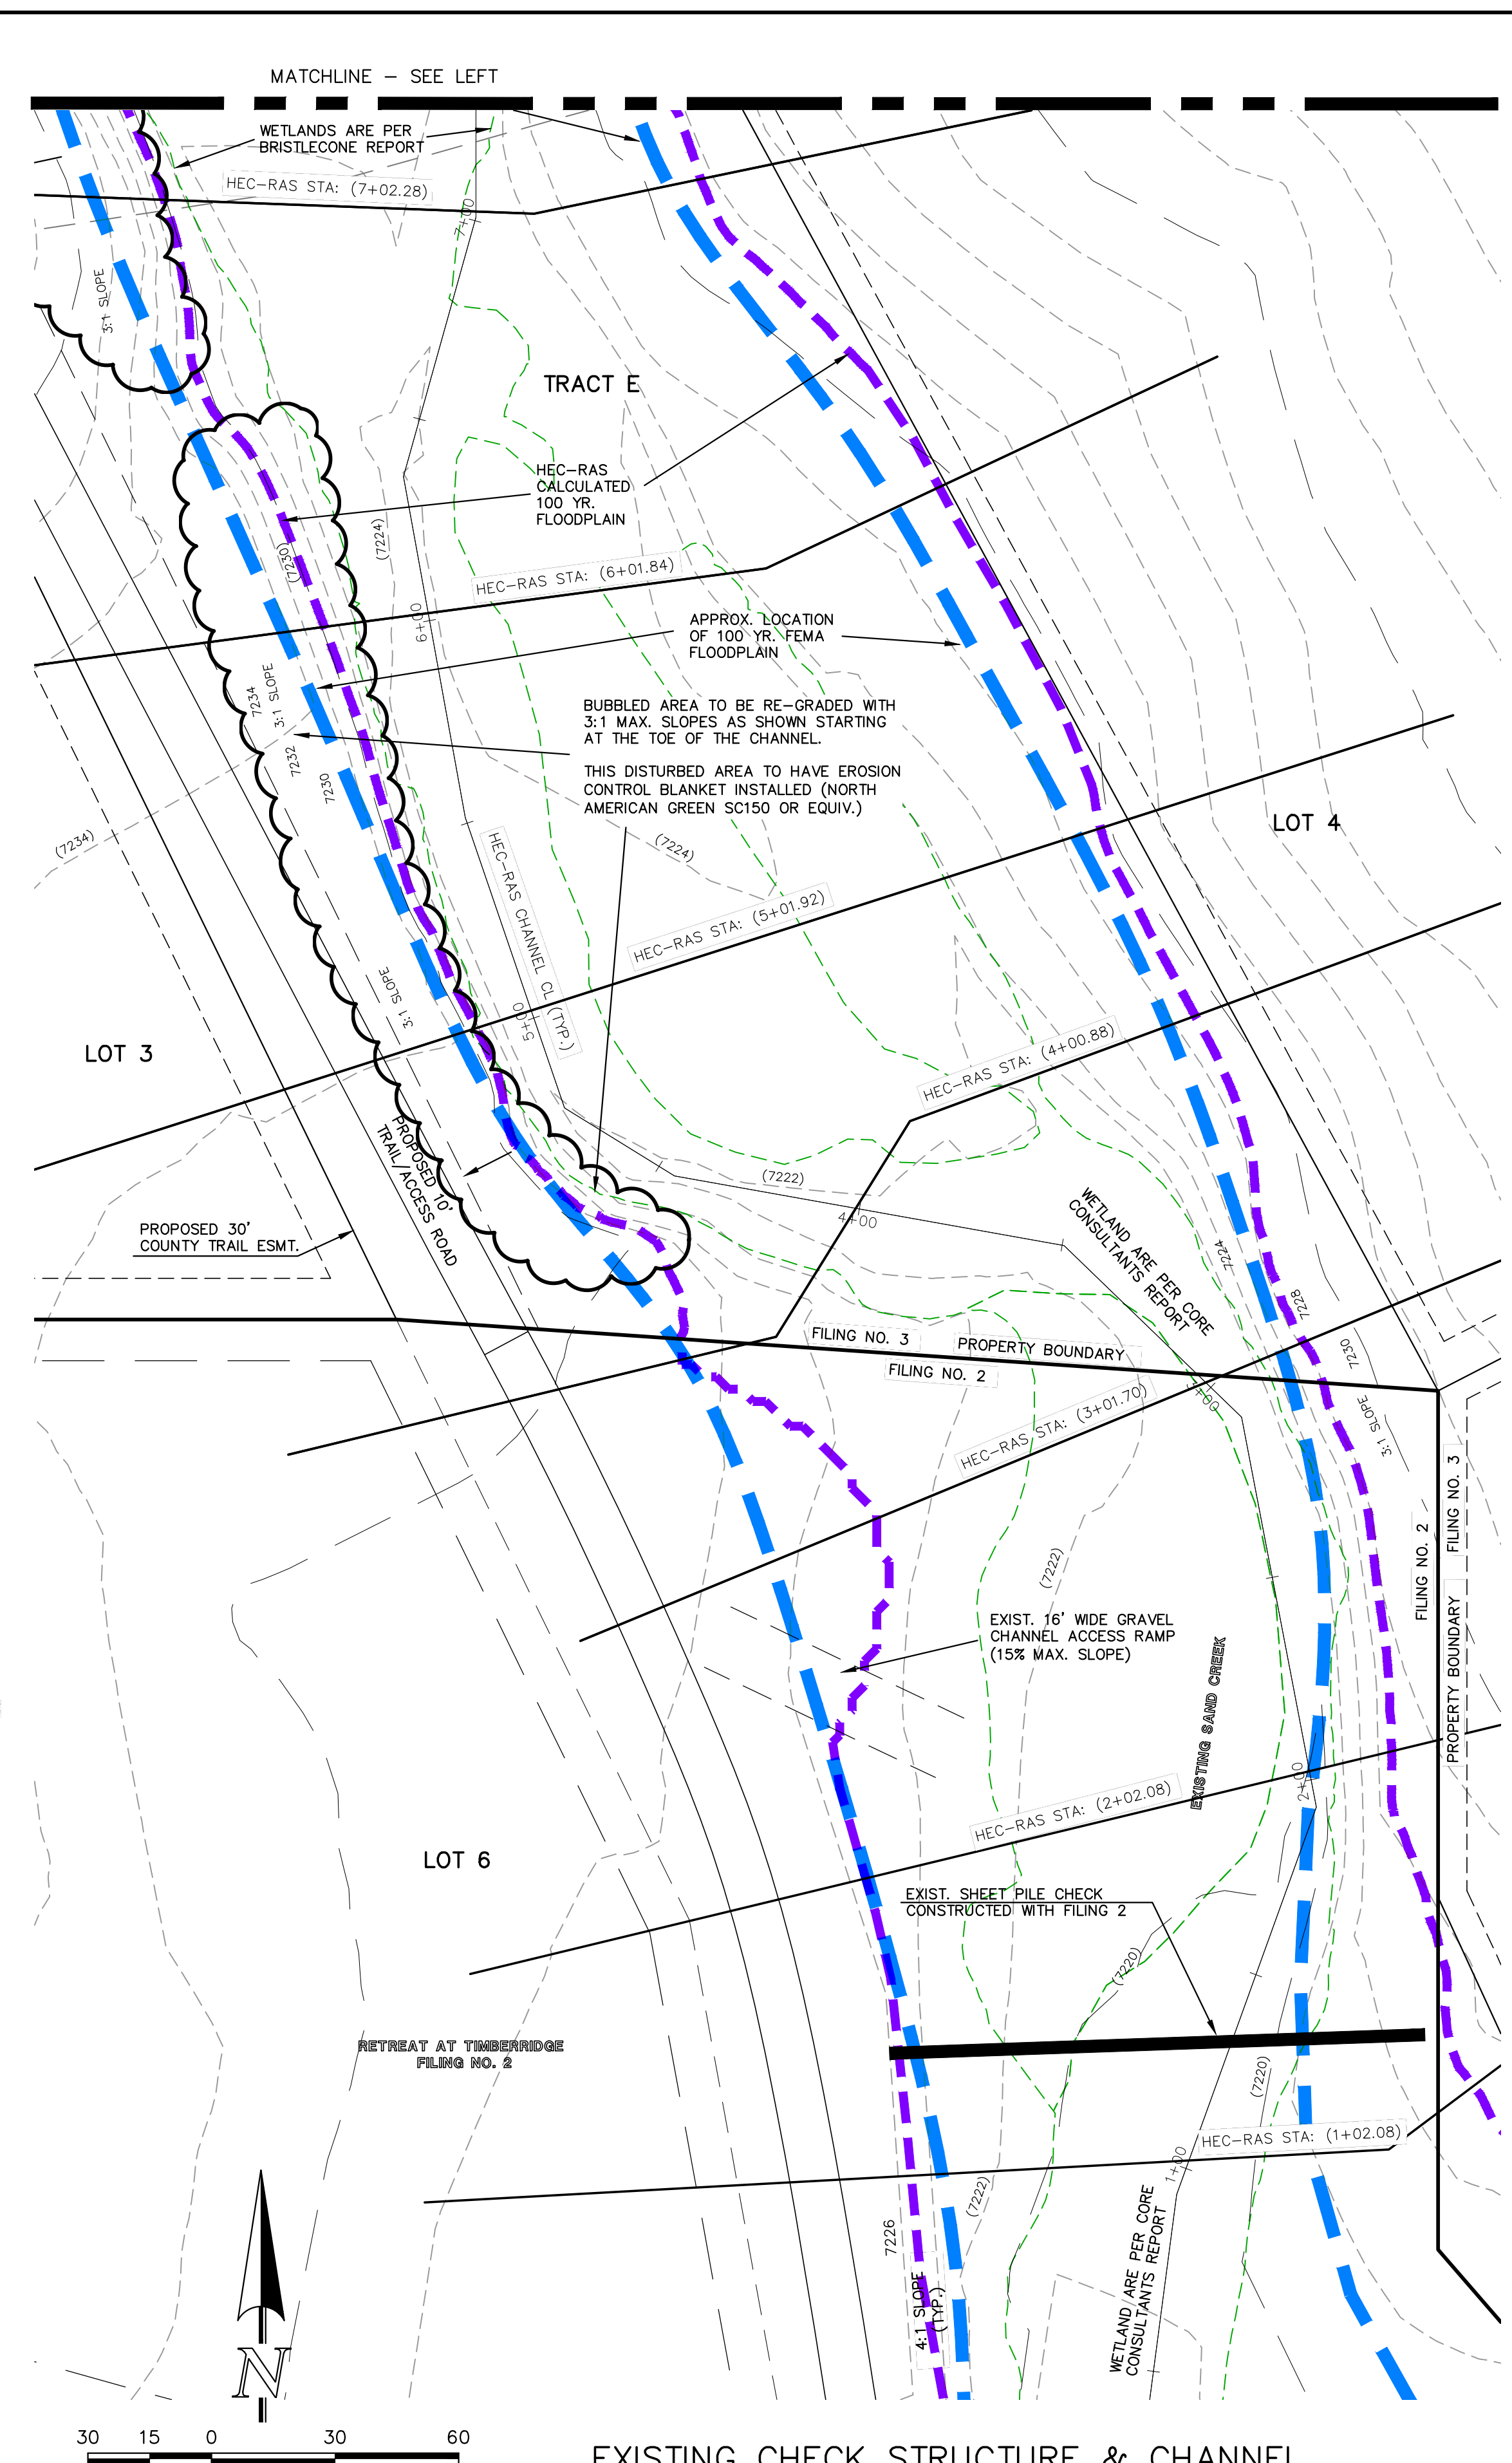 MATCHLINE – SEE LEFT
WETLANDS ARE PER
BRISTLECONE REPORT
HEC–RAS STA: (7+02.28)
7+00
3:1 SLOPE
TRACT E
HEC–RAS
CALCULATED
100 YR.
FLOODPLAIN
(7224)
(7230)
HEC–RAS STA: (6+01.84)
6+00
APPROX. LOCATION
OF 100 YR. FEMA
FLOODPLAIN
7234
3:1 SLOPE
7232
7230
BUBBLED AREA TO BE RE–GRADED WITH
3:1 MAX. SLOPES AS SHOWN STARTING
AT THE TOE OF THE CHANNEL.
THIS DISTURBED AREA TO HAVE EROSION
CONTROL BLANKET INSTALLED (NORTH
AMERICAN GREEN SC150 OR EQUIV.)
(7234)
(7224)
LOT 4
HEC–RAS CHANNEL CL (TYP.)
HEC–RAS STA: (5+01.92)
5+00
3:1 SLOPE
LOT 3
HEC–RAS STA: (4+00.88)
PROPOSED 10'
TRAIL/ACCESS ROAD
(7222)
4+00
WETLAND ARE PER CORE
CONSULTANTS REPORT
PROPOSED 30'
COUNTY TRAIL ESMT.
7224
7228
7230
3:1 SLOPE
FILING NO. 3
PROPERTY BOUNDARY
FILING NO. 2
HEC–RAS STA: (3+01.70)
3+00
FILING NO. 2
FILING NO. 3
PROPERTY BOUNDARY
(7222)
EXIST. 16' WIDE GRAVEL
CHANNEL ACCESS RAMP
(15% MAX. SLOPE)
EXISTING SAND CREEK
2+00
HEC–RAS STA: (2+02.08)
LOT 6
EXIST. SHEET PILE CHECK
CONSTRUCTED WITH FILING 2
(7220)
RETREAT AT TIMBERRIDGE
FILING NO. 2
(7220)
HEC–RAS STA: (1+02.08)
1+00
(7222)
7226
4:1 SLOPE
(TYP.)
WETLAND ARE PER CORE
CONSULTANTS REPORT
N
30 15 0 30 60
EXISTING CHECK STRUCTURE & CHANNEL